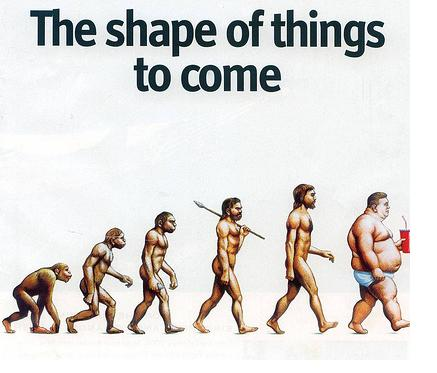 The shape of things
to come